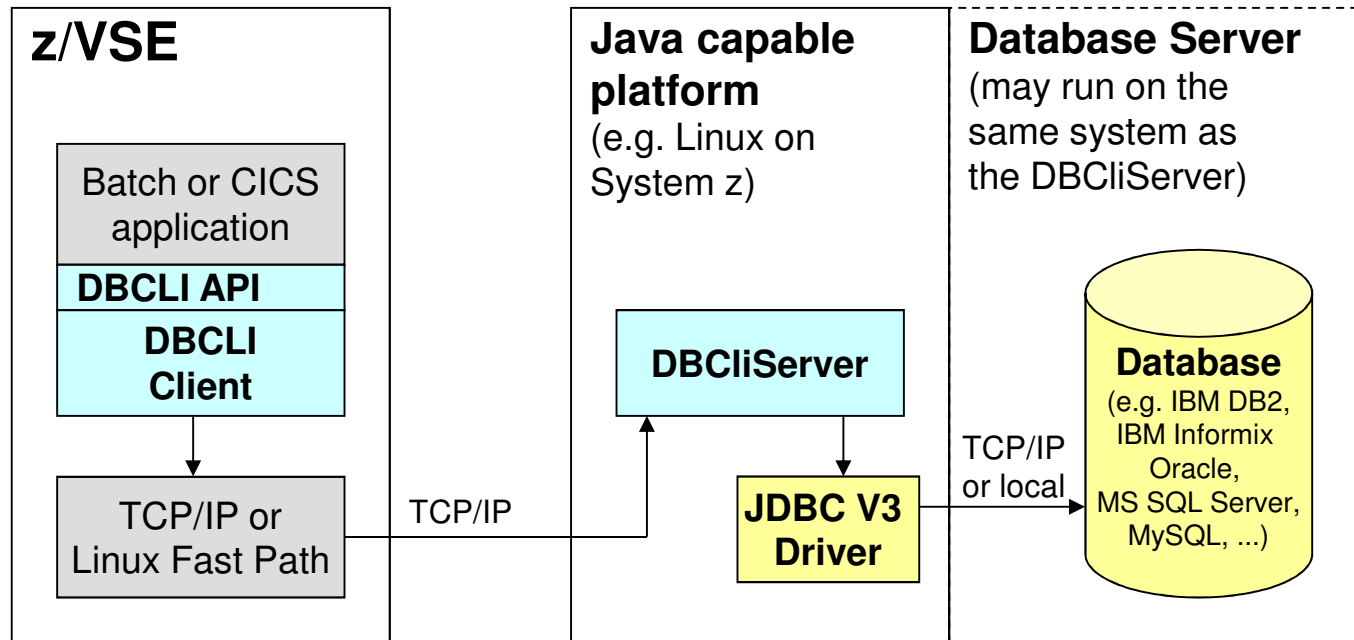 z/VSE
Batch or CICS
application
DBCLI API
DBCLI
Client
TCP/IP or
Linux Fast Path
TCP/IP
Java capable
platform
(e.g. Linux on
System z)
DBCliServer
JDBC V3
Driver
TCP/IP
or local
Database Server
(may run on the
same system as
the DBCliServer)
Database
(e.g. IBM DB2,
IBM Informix
Oracle,
MS SQL Server,
MySQL, ...)